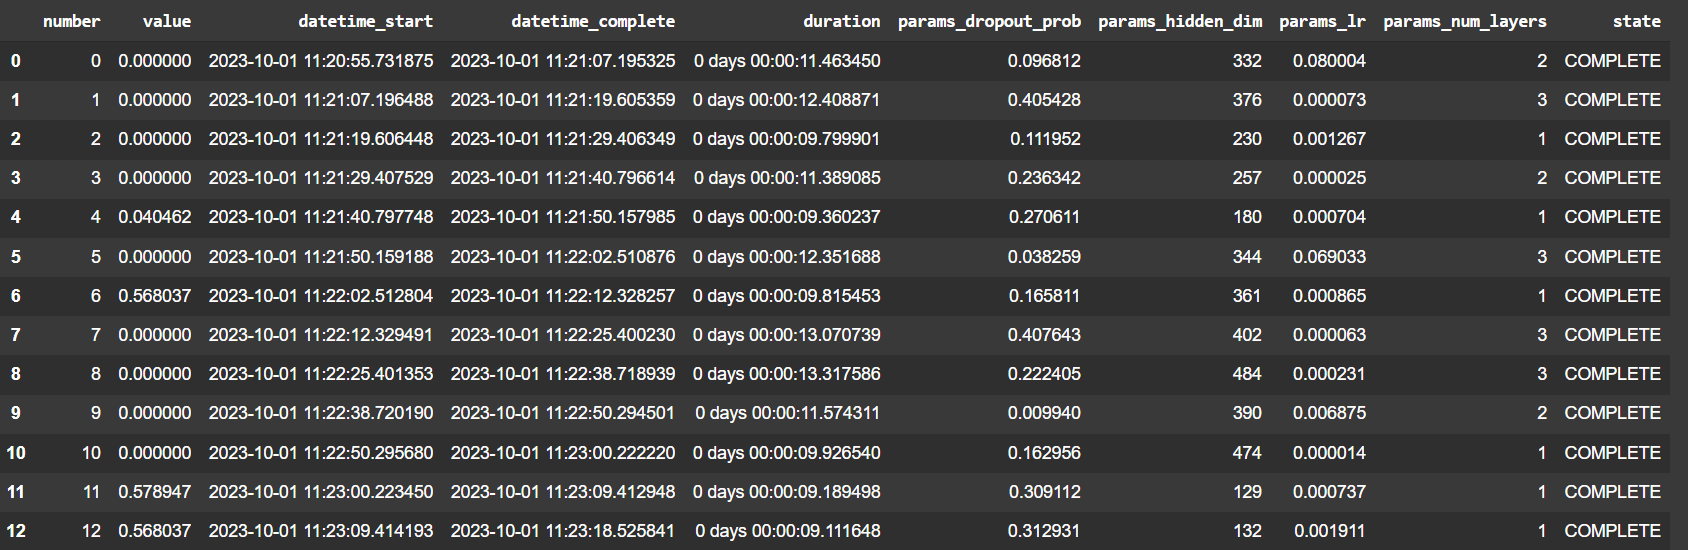 number value datetime_start datetime_complete duration params_dropout_prob params_hidden_dim params_lr params_num_layers state
0 0 0.000000 2023-10-01 11:20:55.731875 2023-10-01 11:21:07.195325 0 days 00:00:11.463450 0.096812 332 0.080004 2 COMPLETE
1 1 0.000000 2023-10-01 11:21:07.196488 2023-10-01 11:21:19.605359 0 days 00:00:12.408871 0.405428 376 0.000073 3 COMPLETE
2 2 0.000000 2023-10-01 11:21:19.606448 2023-10-01 11:21:29.406349 0 days 00:00:09.799901 0.111952 230 0.001267 1 COMPLETE
3 3 0.000000 2023-10-01 11:21:29.407529 2023-10-01 11:21:40.796614 0 days 00:00:11.389085 0.236342 257 0.000025 2 COMPLETE
4 4 0.040462 2023-10-01 11:21:40.797748 2023-10-01 11:21:50.157985 0 days 00:00:09.360237 0.270611 180 0.000704 1 COMPLETE
5 5 0.000000 2023-10-01 11:21:50.159188 2023-10-01 11:22:02.510876 0 days 00:00:12.351688 0.038259 344 0.069033 3 COMPLETE
6 6 0.568037 2023-10-01 11:22:02.512804 2023-10-01 11:22:12.328257 0 days 00:00:09.815453 0.165811 361 0.000865 1 COMPLETE
7 7 0.000000 2023-10-01 11:22:12.329491 2023-10-01 11:22:25.400230 0 days 00:00:13.070739 0.407643 402 0.000063 3 COMPLETE
8 8 0.000000 2023-10-01 11:22:25.401353 2023-10-01 11:22:38.718939 0 days 00:00:13.317586 0.222405 484 0.000231 3 COMPLETE
9 9 0.000000 2023-10-01 11:22:38.720190 2023-10-01 11:22:50.294501 0 days 00:00:11.574311 0.009940 390 0.006875 2 COMPLETE
10 10 0.000000 2023-10-01 11:22:50.295680 2023-10-01 11:23:00.222220 0 days 00:00:09.926540 0.162956 474 0.000014 1 COMPLETE
11 11 0.578947 2023-10-01 11:23:00.223450 2023-10-01 11:23:09.412948 0 days 00:00:09.189498 0.309112 129 0.000737 1 COMPLETE
12 12 0.568037 2023-10-01 11:23:09.414193 2023-10-01 11:23:18.525841 0 days 00:00:09.111648 0.312931 132 0.001911 1 COMPLETE